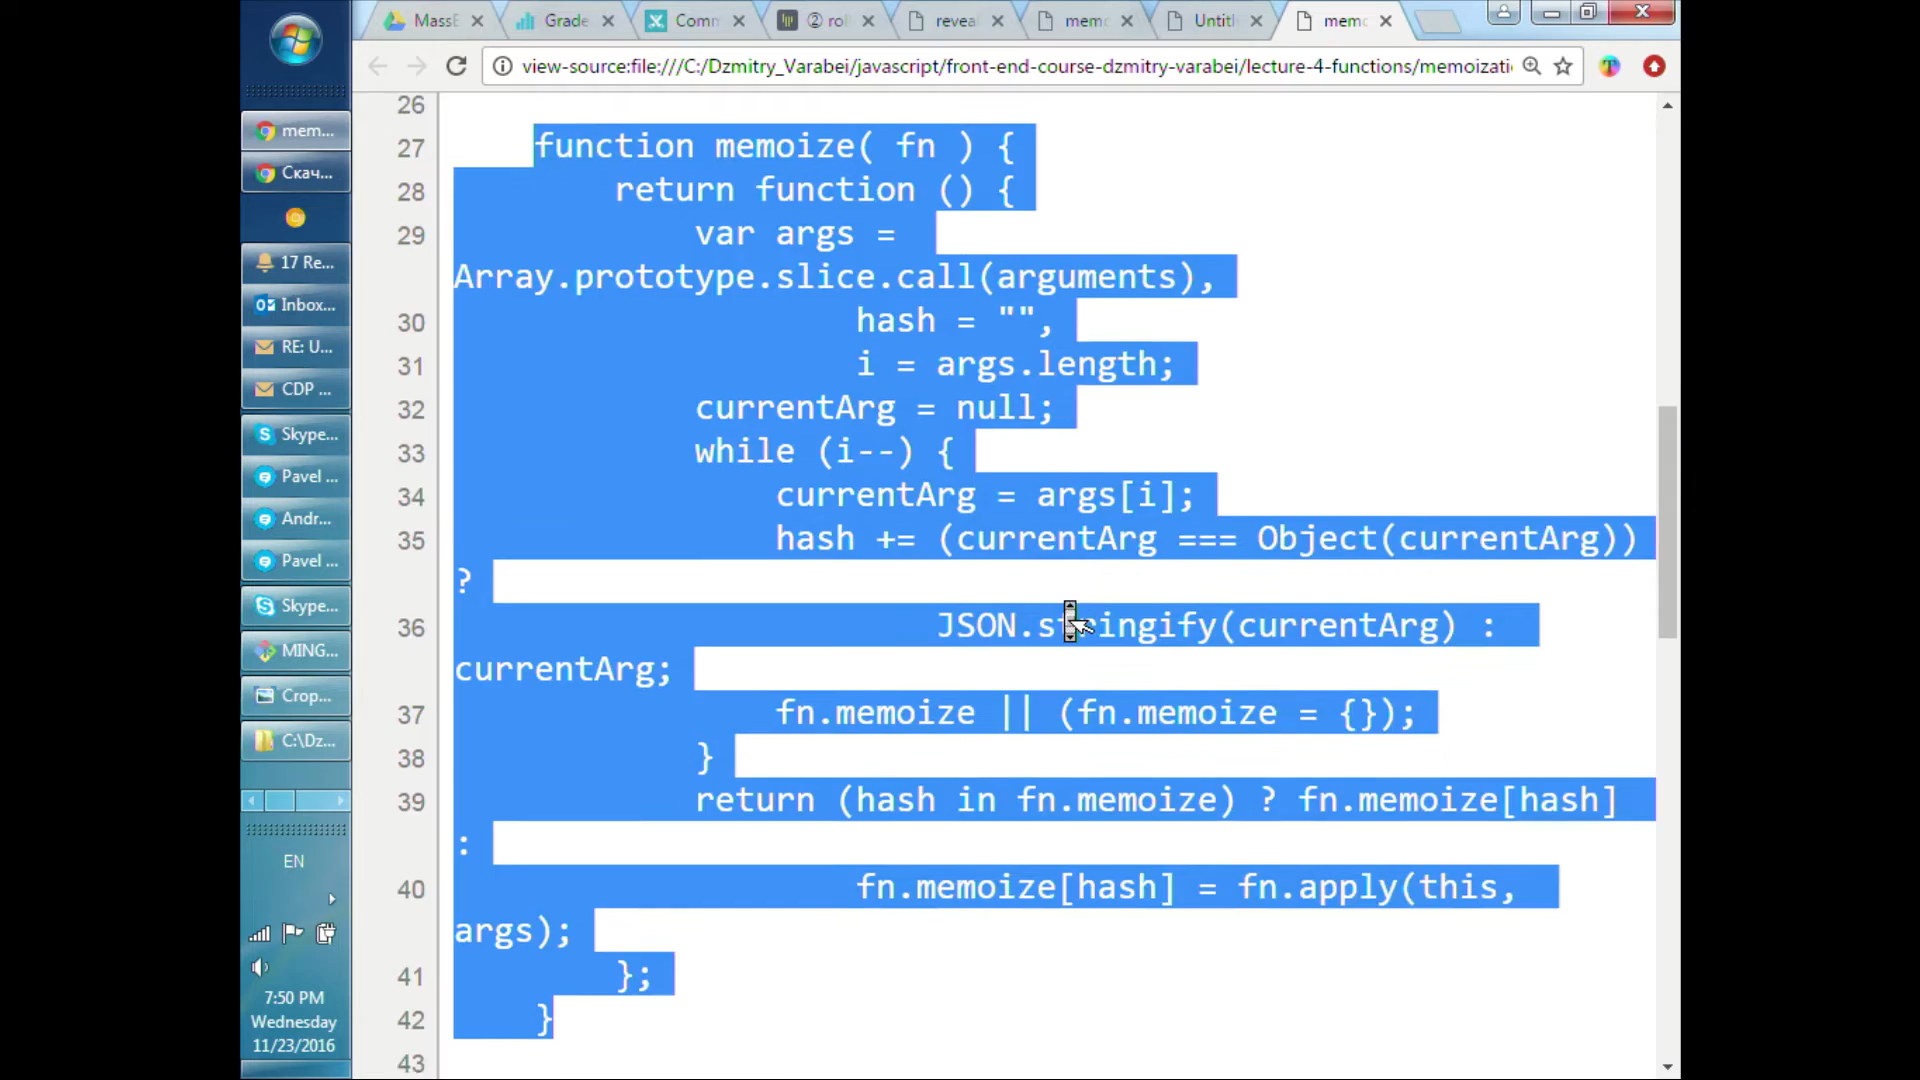 MassE
Grade
Comm
② rol
revea
memo
Untitl
memo
view-source:file:///C:/Dzmitry_Varabei/javascript/front-end-course-dzmitry-varabei/lecture-4-functions/memoizati
mem...
Скач...
17 Re...
Inbox...
RE: U...
CDP ...
Skype...
Pavel ...
Andr...
Pavel ...
Skype...
MING...
Crop...
C:\Dz...
EN
7:50 PM
Wednesday
11/23/2016
26
27 function memoize( fn ) {
28 return function () {
29 var args =
Array.prototype.slice.call(arguments),
30 hash = "",
31 i = args.length;
32 currentArg = null;
33 while (i--) {
34 currentArg = args[i];
35 hash += (currentArg === Object(currentArg))
?
36 JSON.stringify(currentArg) :
currentArg;
37 fn.memoize || (fn.memoize = {});
38 }
39 return (hash in fn.memoize) ? fn.memoize[hash]
:
40 fn.memoize[hash] = fn.apply(this,
args);
41 };
42 }
43